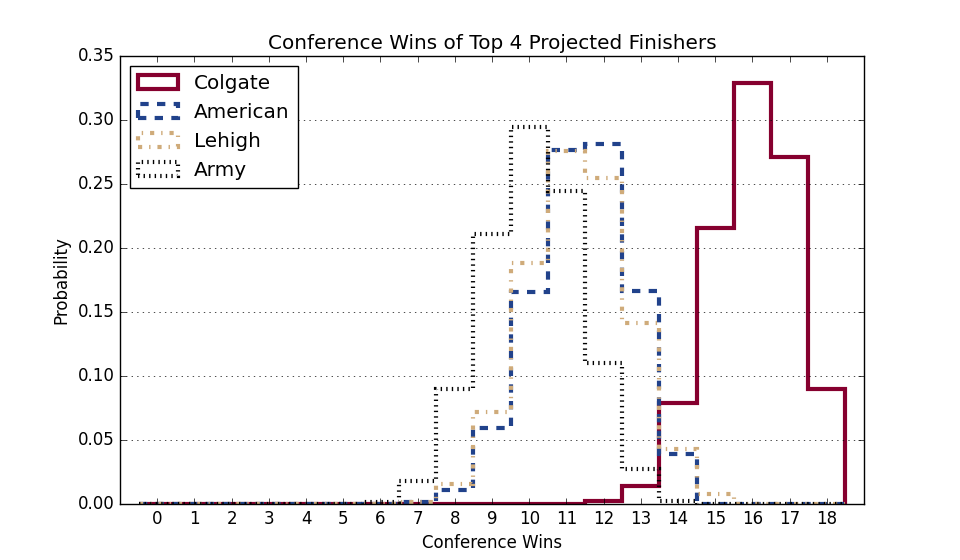 Conference Wins of Top 4 Projected Finishers
0.35
0.30
0.25
0.20
0.15
0.10
0.05
0.00
Probability
Colgate
American
Lehigh
Army
0 1 2 3 4 5 6 7 8 9 10 11 12 13 14 15 16 17 18
Conference Wins